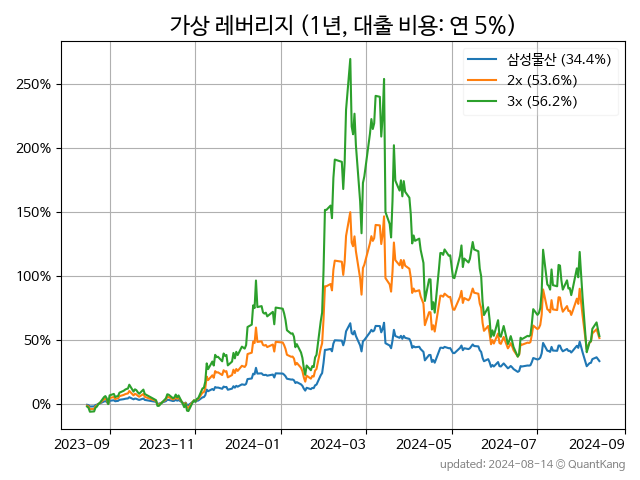 가상 레버리지 (1년, 대출 비용: 연 5%)
삼성물산 (34.4%)
2x (53.6%)
3x (56.2%)
250%
200%
150%
100%
50%
0%
2023-09 2023-11 2024-01 2024-03 2024-05 2024-07 2024-09
updated: 2024-08-14 © QuantKang